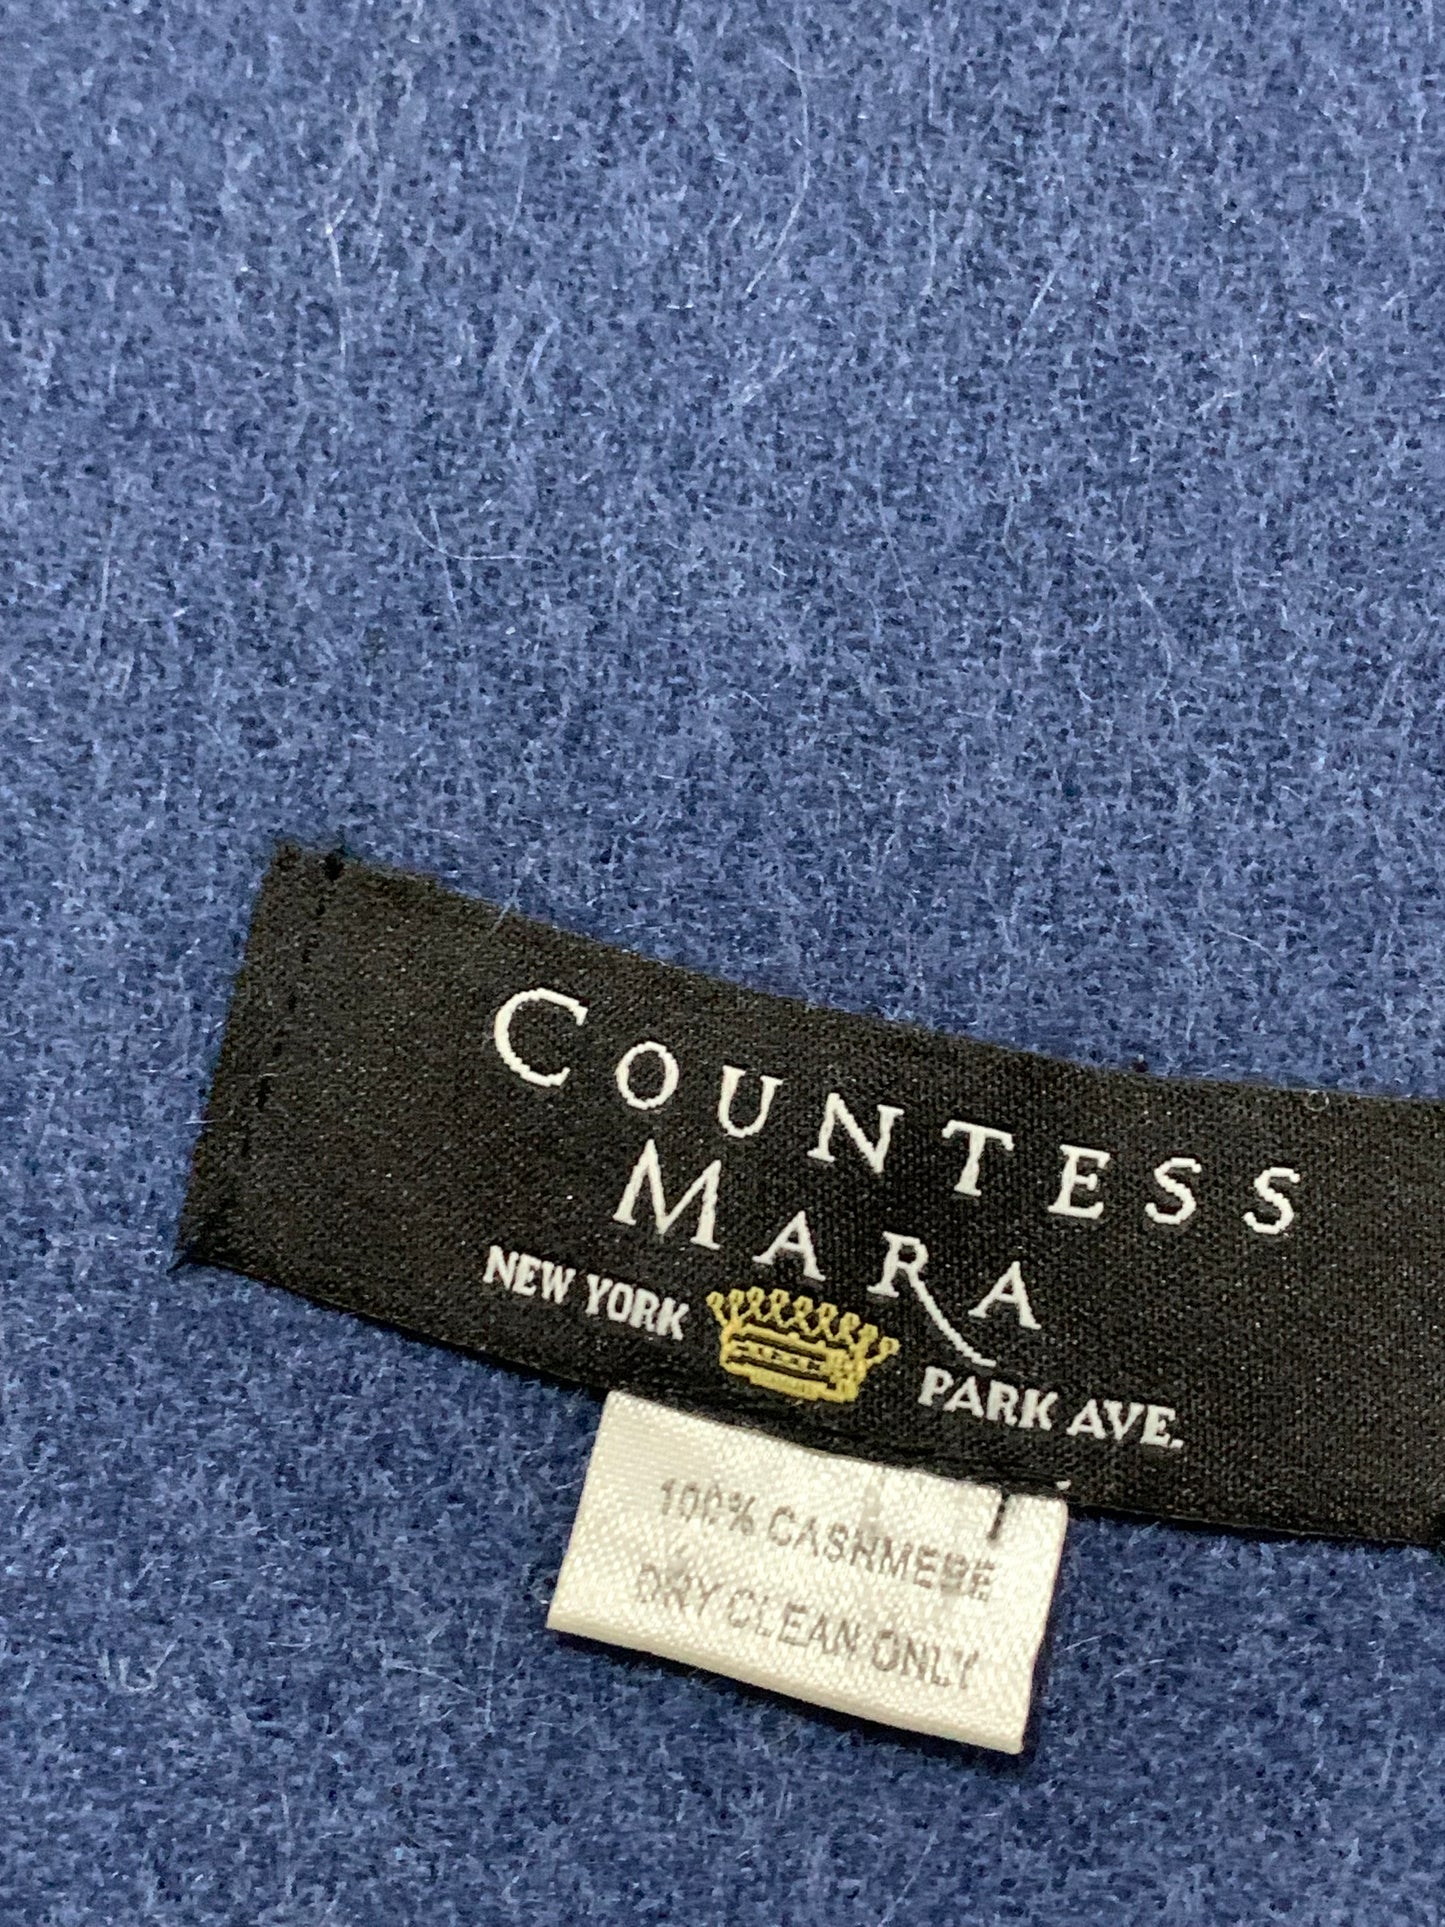 COUNTESS
MARA
NEW YORK PARK AVE.
100% CASHMERE
DRY CLEAN ONLY